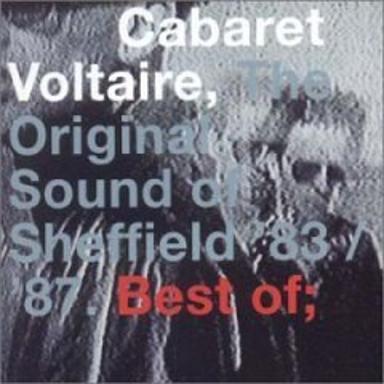 Cabaret
Voltaire, The
Original
Sound of
Sheffield '83 /
'87. Best of;